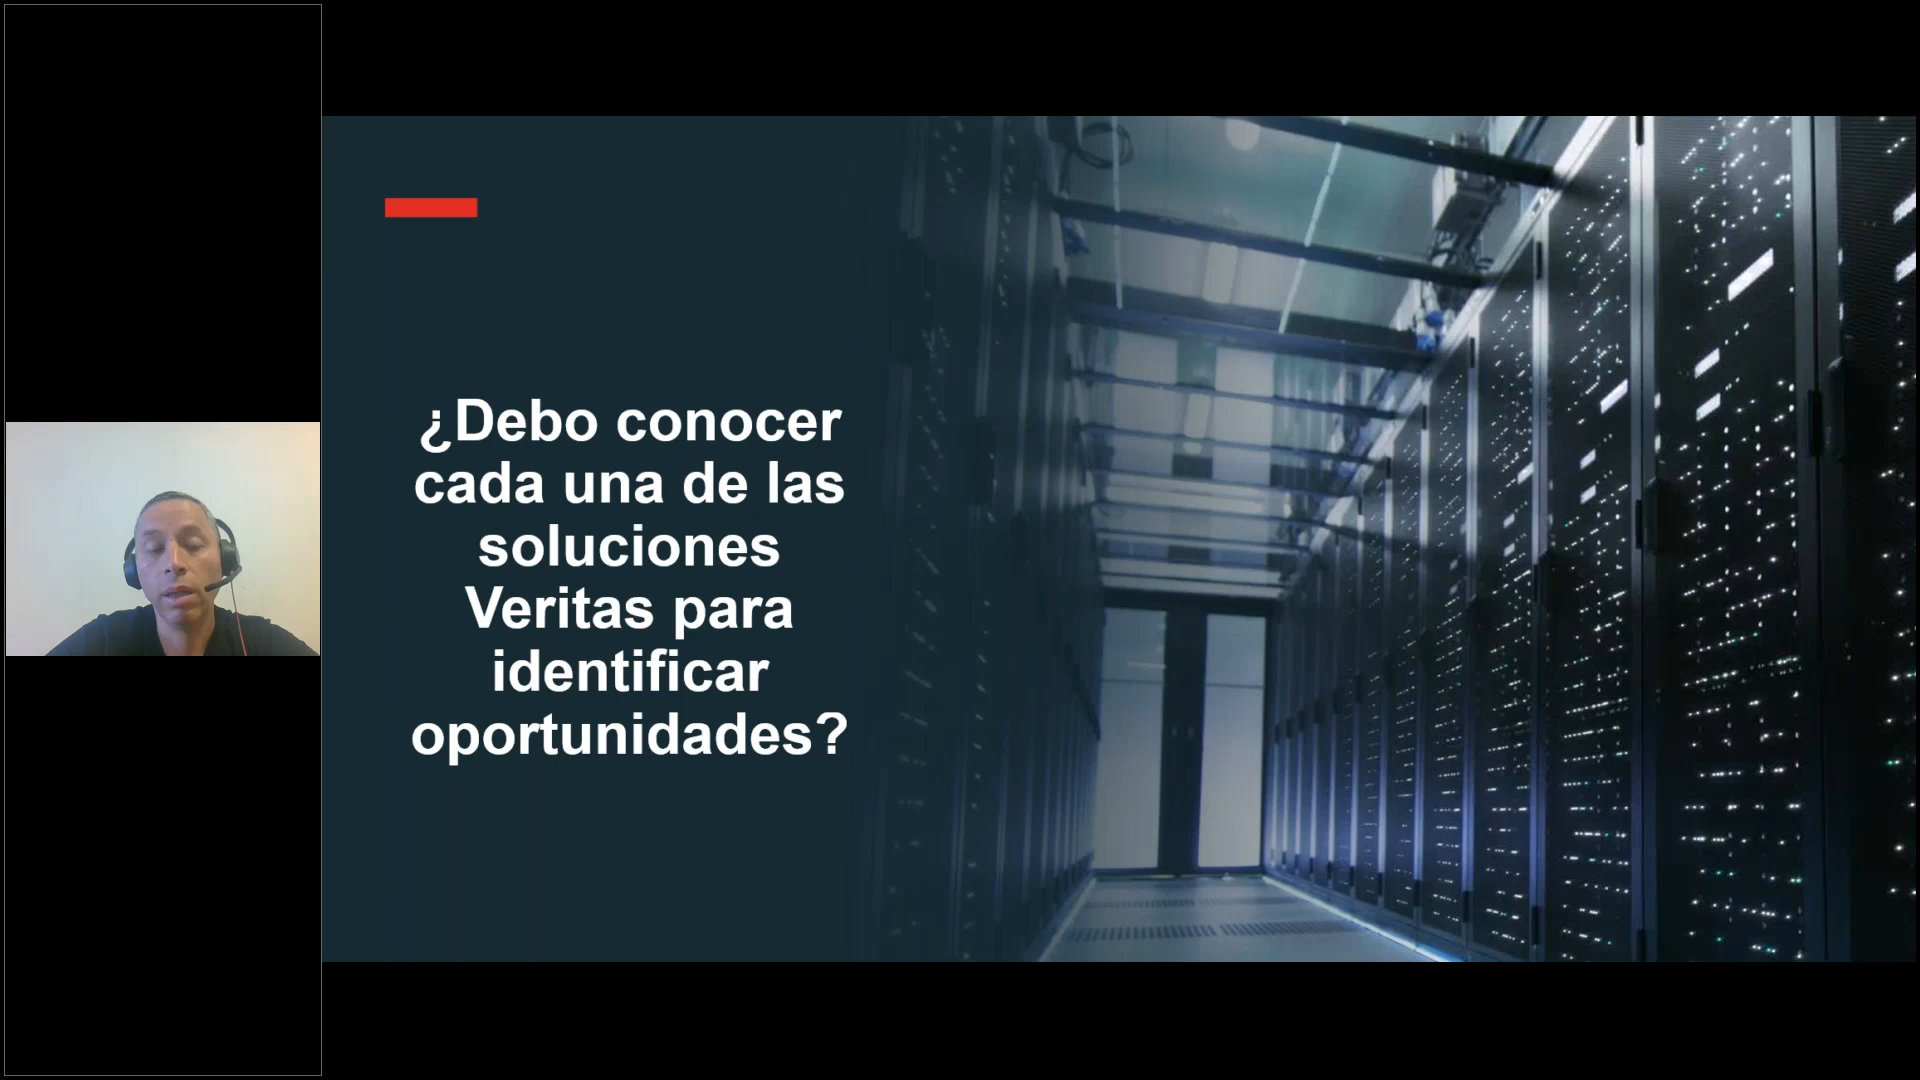 ¿Debo conocer
cada una de las
soluciones
Veritas para
identificar
oportunidades?